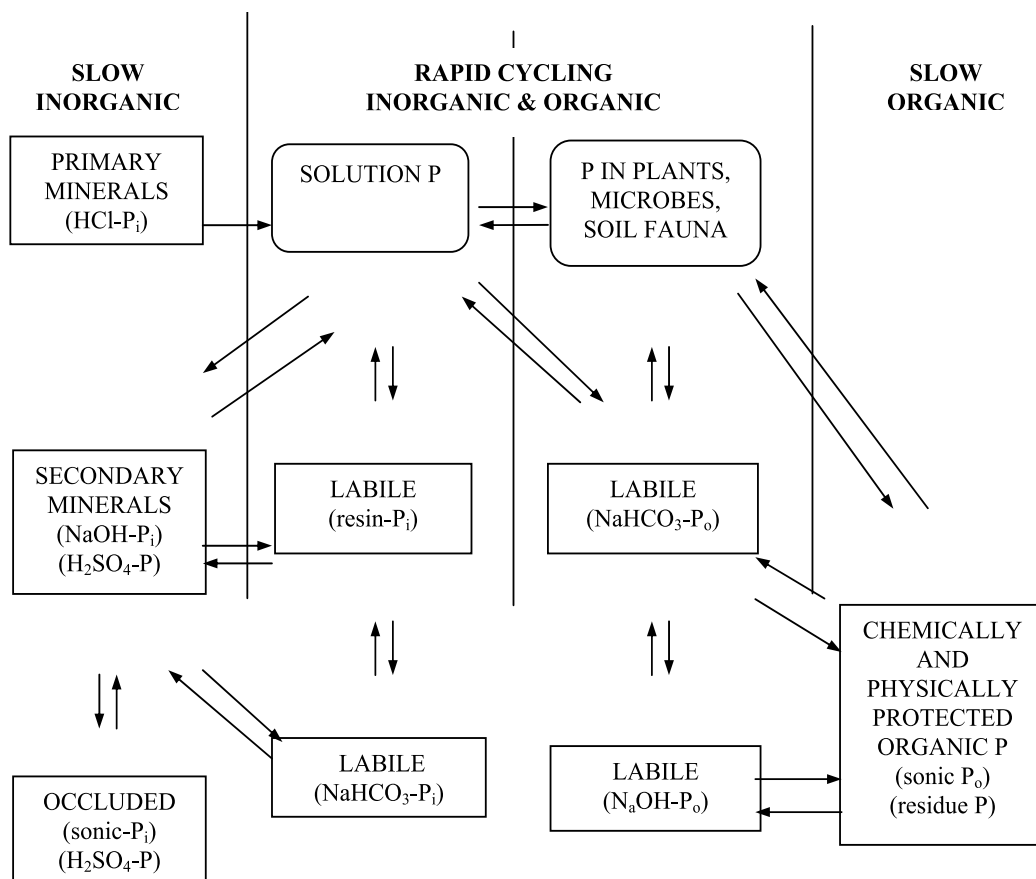 SLOW
INORGANIC
RAPID CYCLING
INORGANIC & ORGANIC
SLOW
ORGANIC
PRIMARY
MINERALS
(HCl-Pᵢ)
SOLUTION P
P IN PLANTS,
MICROBES,
SOIL FAUNA
SECONDARY
MINERALS
(NaOH-Pᵢ)
(H₂SO₄-P)
LABILE
(resin-Pᵢ)
LABILE
(NaHCO₃-Pₒ)
CHEMICALLY
AND
PHYSICALLY
PROTECTED
ORGANIC P
(sonic Pₒ)
(residue P)
OCCLUDED
(sonic-Pᵢ)
(H₂SO₄-P)
LABILE
(NaHCO₃-Pᵢ)
LABILE
(NₐOH-Pₒ)